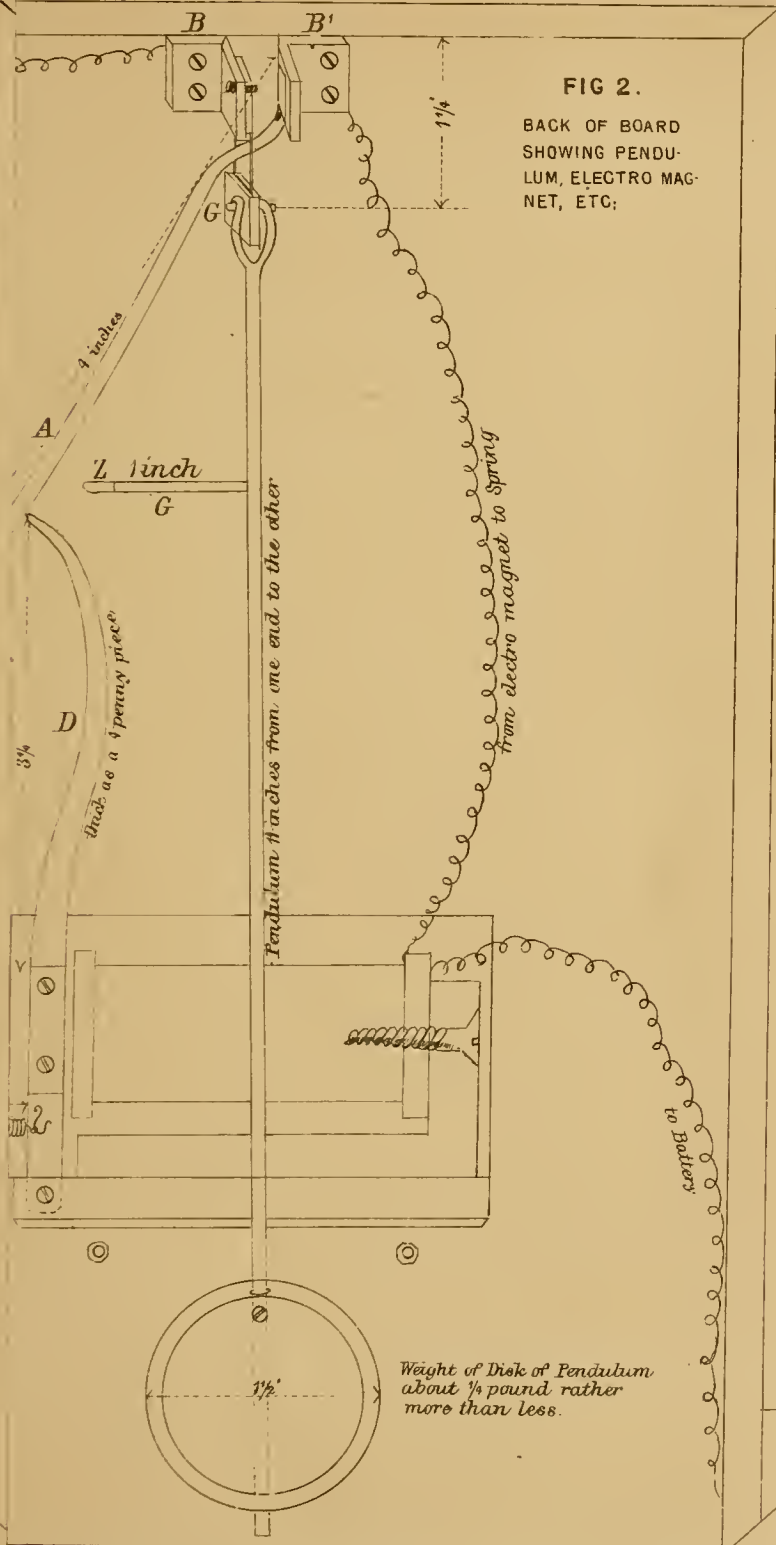 B
B'
1¼'
FIG 2.
BACK OF BOARD
SHOWING PENDU-
LUM, ELECTRO MAG-
NET, ETC;
G
4 inches
A
Z 1 inch
G
Pendulum 11 inches from one end to the other
from electro magnet to Spring
D
thick as a 4 penny piece
3¼
v
to Battery
1½'
Weight of Disk of Pendulum
about ¼ pound rather
more than less.